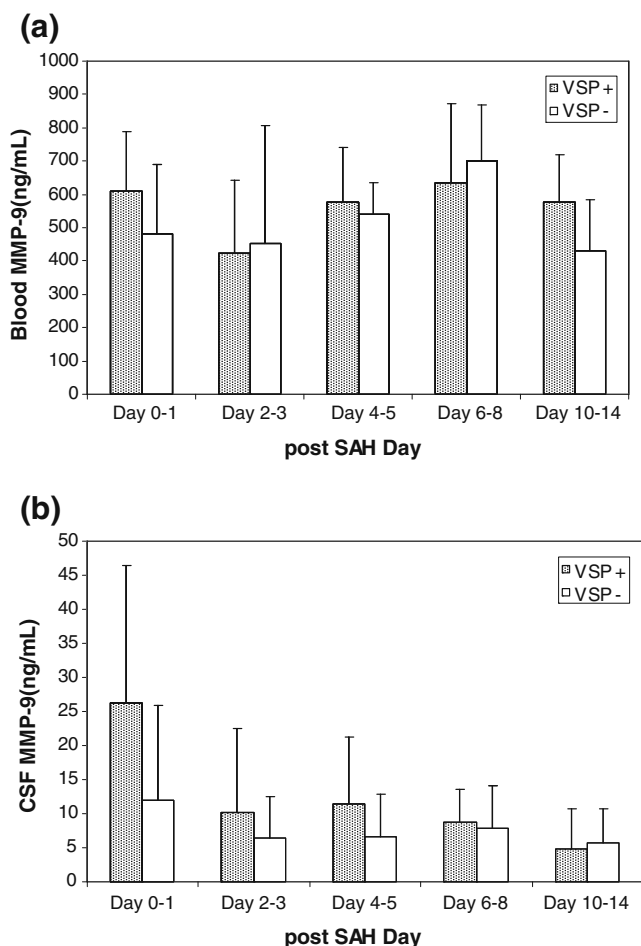 (a)
1000
900
800
700
600
500
400
300
200
100
0
Blood MMP-9(ng/mL)
VSP+
VSP-
Day 0-1 Day 2-3 Day 4-5 Day 6-8 Day 10-14
post SAH Day
(b)
50
45
40
35
30
25
20
15
10
5
0
CSF MMP-9(ng/mL)
VSP+
VSP-
Day 0-1 Day 2-3 Day 4-5 Day 6-8 Day 10-14
post SAH Day